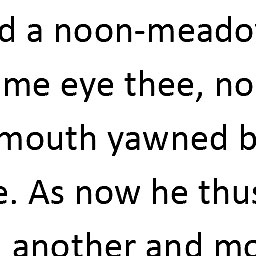 d a noon-meado
me eye thee, no
mouth yawned b
e. As now he thus
another and mo